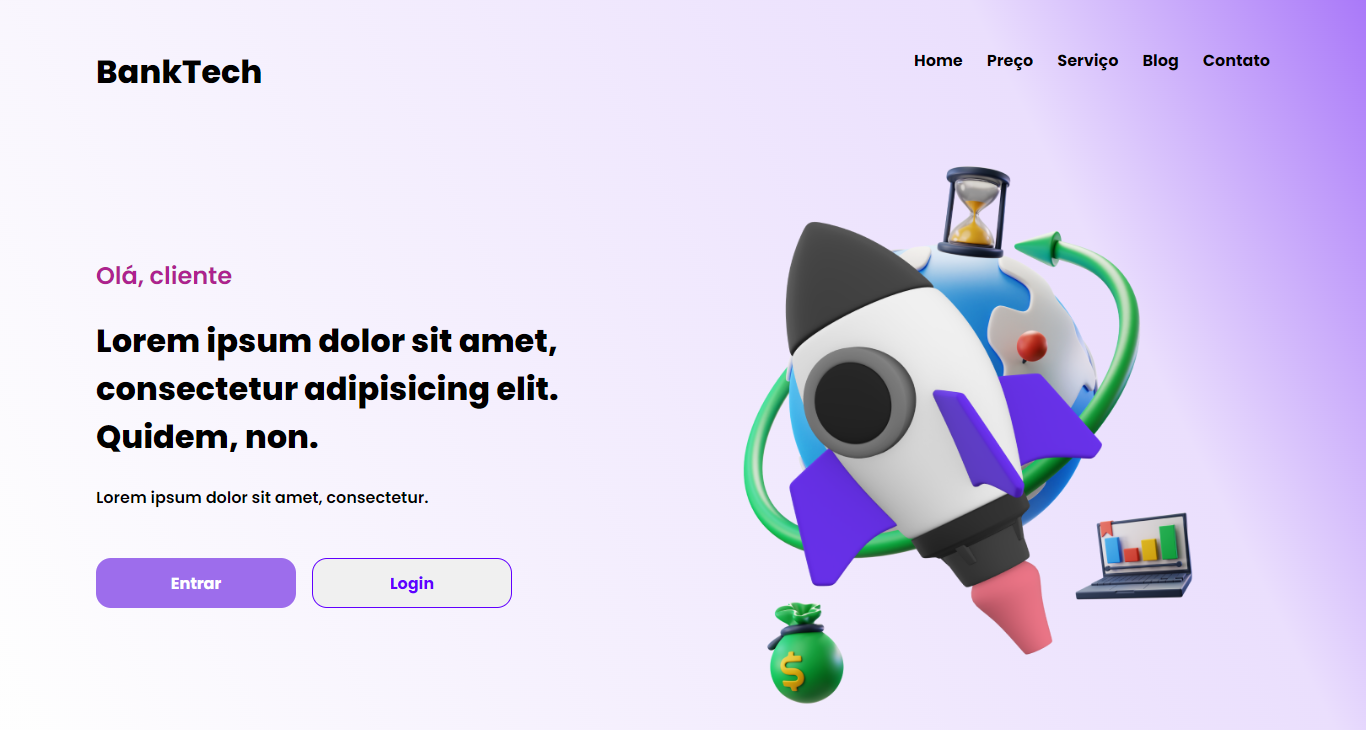 BankTech
Home Preço Serviço Blog Contato
Olá, cliente
Lorem ipsum dolor sit amet,
consectetur adipisicing elit.
Quidem, non.
Lorem ipsum dolor sit amet, consectetur.
Entrar Login
$